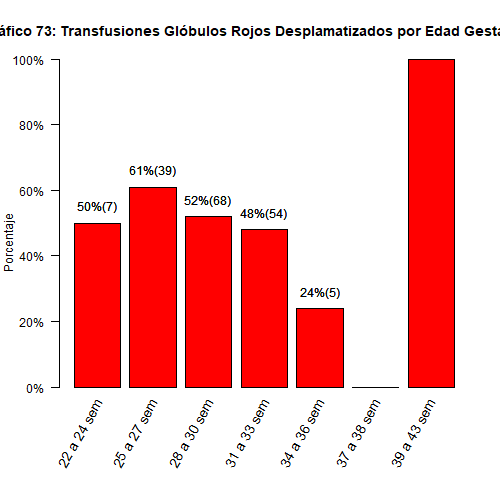 áfico 73: Transfusiones Glóbulos Rojos Desplamatizados por Edad Gesta
100%
80%
60%
40%
20%
0%
Porcentaje
50%(7)
61%(39)
52%(68)
48%(54)
24%(5)
22 a 24 sem
25 a 27 sem
28 a 30 sem
31 a 33 sem
34 a 36 sem
37 a 38 sem
39 a 43 sem